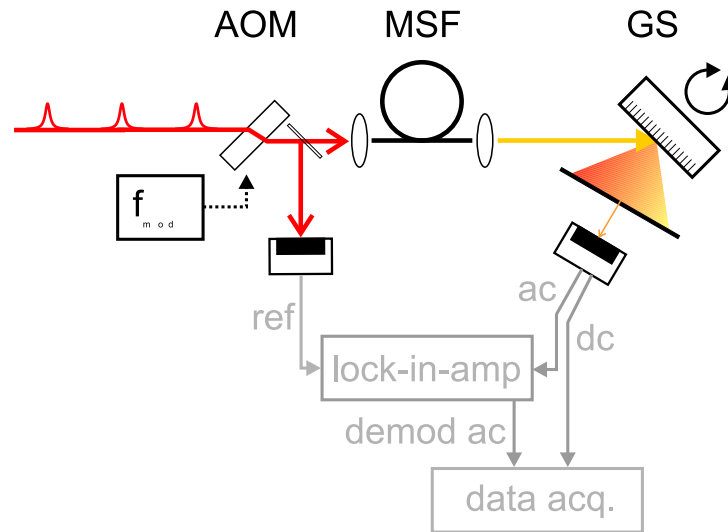 AOM MSF GS
f mod
ref
ac
dc
lock-in-amp
demod ac
data acq.